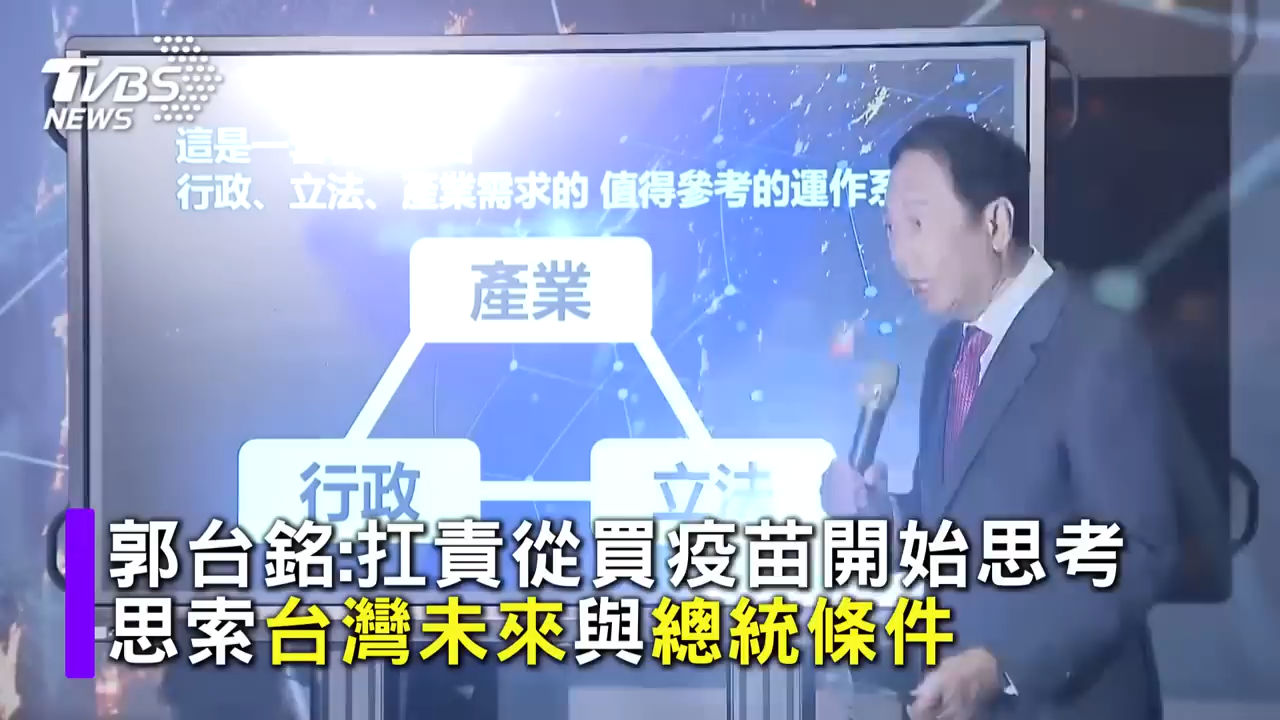 TVBS
NEWS
這是一
行政、立法、產業需求的 值得參考的運作系
產業
行政
立法
郭台銘:扛責從買疫苗開始思考
思索台灣未來與總統條件